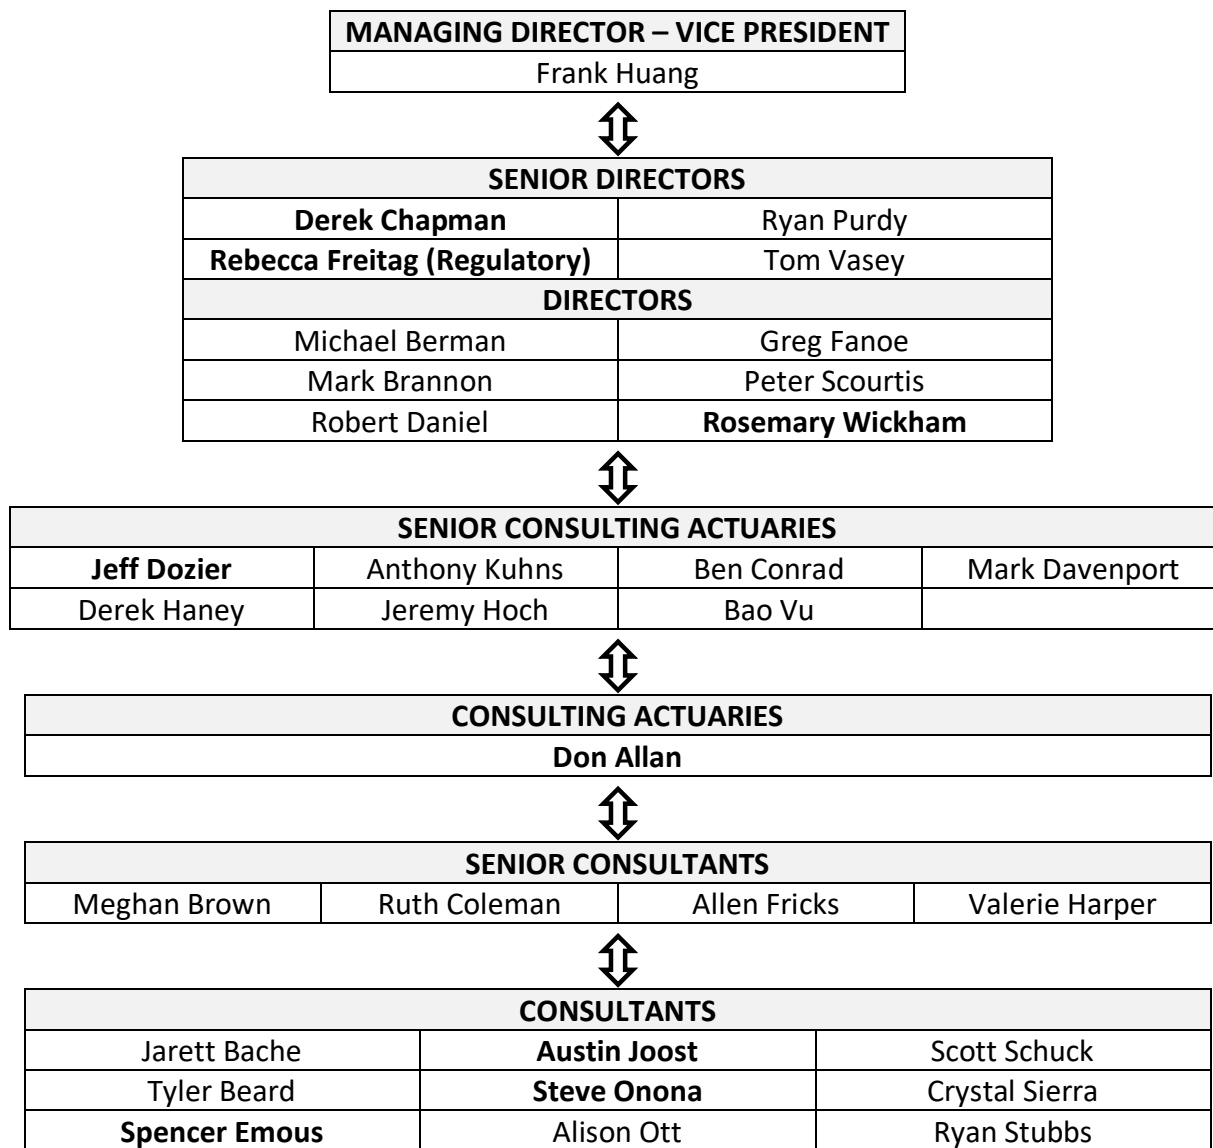 MANAGING DIRECTOR – VICE PRESIDENT
Frank Huang
SENIOR DIRECTORS
Derek Chapman Ryan Purdy
Rebecca Freitag (Regulatory) Tom Vasey
DIRECTORS
Michael Berman Greg Fanoe
Mark Brannon Peter Scourtis
Robert Daniel Rosemary Wickham
SENIOR CONSULTING ACTUARIES
Jeff Dozier Anthony Kuhns Ben Conrad Mark Davenport
Derek Haney Jeremy Hoch Bao Vu
CONSULTING ACTUARIES
Don Allan
SENIOR CONSULTANTS
Meghan Brown Ruth Coleman Allen Fricks Valerie Harper
CONSULTANTS
Jarett Bache Austin Joost Scott Schuck
Tyler Beard Steve Onona Crystal Sierra
Spencer Emous Alison Ott Ryan Stubbs